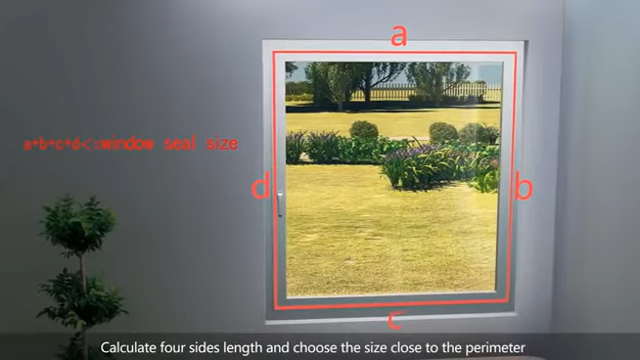 a
a+b+c+d<=window seal size
d
b
c
Calculate four sides length and choose the size close to the perimeter